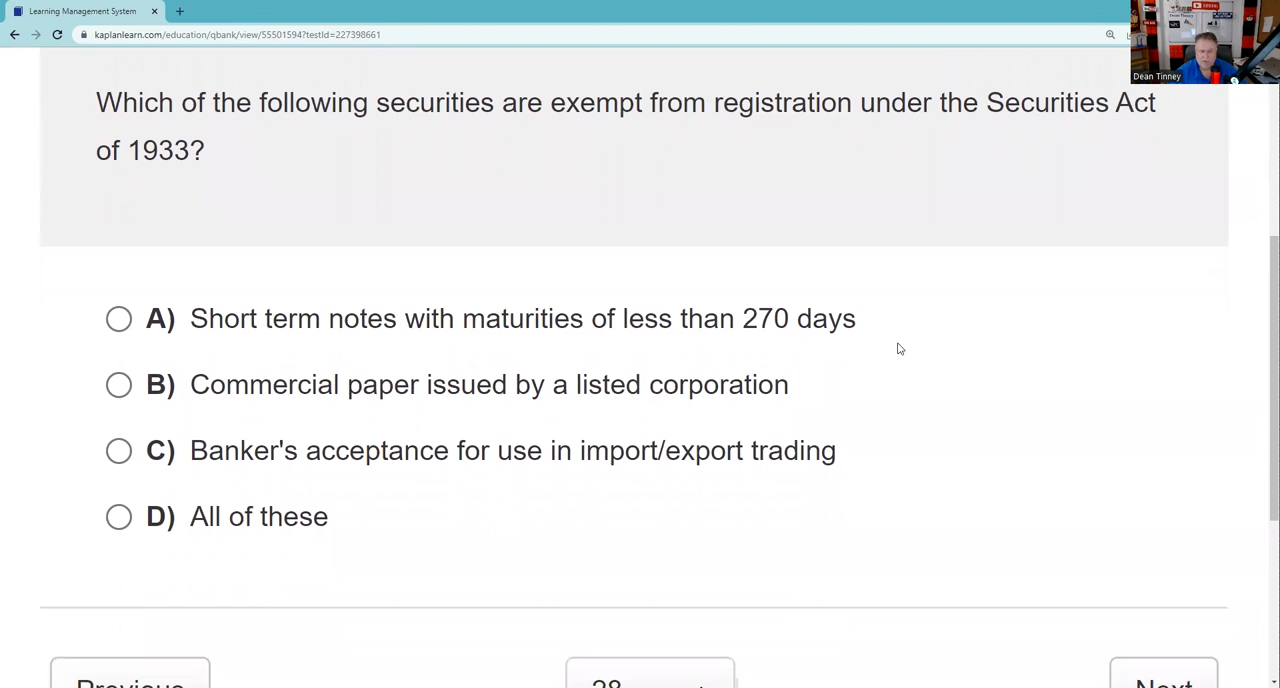 Learning Management System
kaplanlearn.com/education/qbank/view/55501594?testId=227398661
Dean Tinney
Which of the following securities are exempt from registration under the Securities Act
of 1933?
A) Short term notes with maturities of less than 270 days
B) Commercial paper issued by a listed corporation
C) Banker's acceptance for use in import/export trading
D) All of these
Previous
28
Next